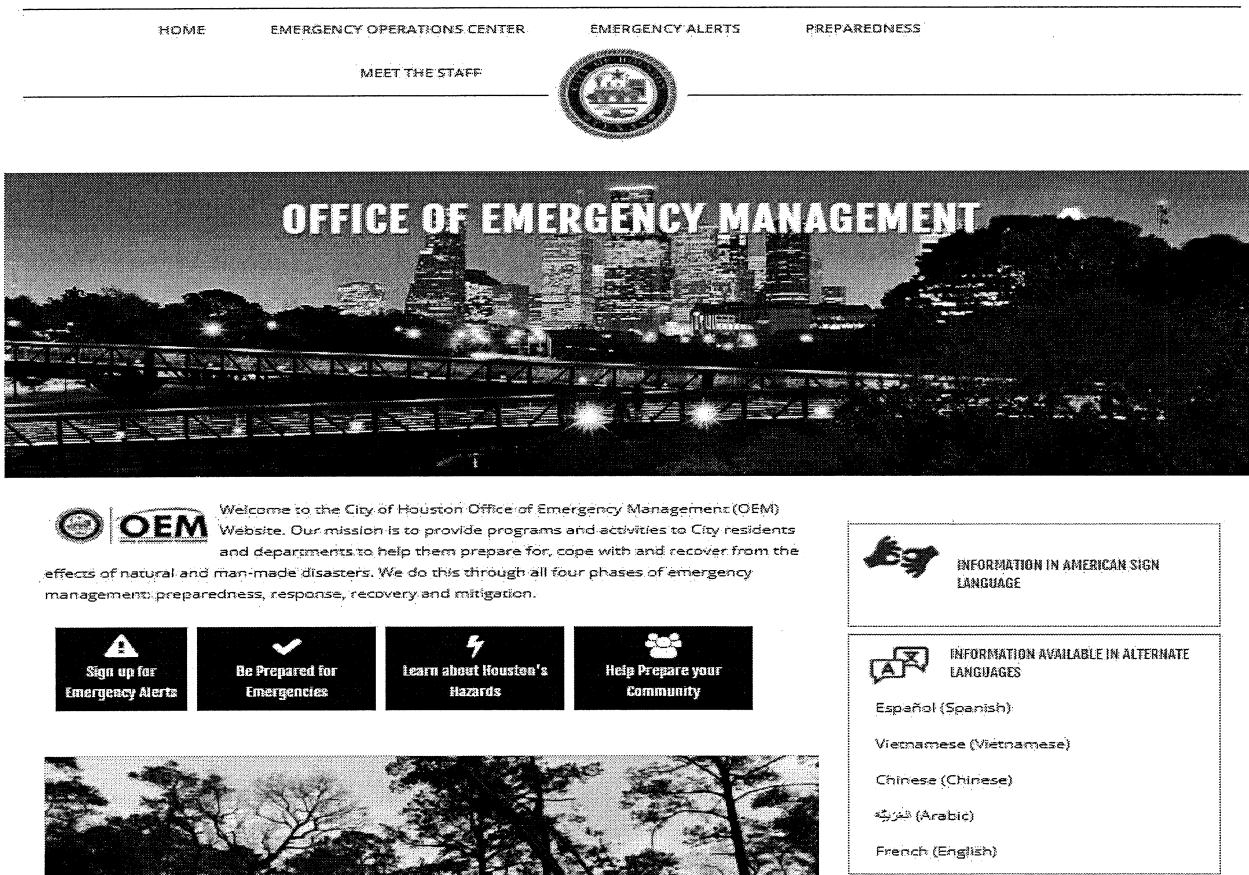 HOME EMERGENCY OPERATIONS CENTER EMERGENCY ALERTS PREPAREDNESS
MEET THE STAFF
CITY OF HOUSTON
TEXAS
OFFICE OF EMERGENCY MANAGEMENT
OEM
Welcome to the City of Houston Office of Emergency Management (OEM)
Website. Our mission is to provide programs and activities to City residents
and departments to help them prepare for, cope with and recover from the
effects of natural and man-made disasters. We do this through all four phases of emergency
management: preparedness, response, recovery and mitigation.
Sign up for
Emergency Alerts
Be Prepared for
Emergencies
Learn about Houston's
Hazards
Help Prepare your
Community
INFORMATION IN AMERICAN SIGN
LANGUAGE
A
INFORMATION AVAILABLE IN ALTERNATE
LANGUAGES
Español (Spanish)
Vietnamese (Vietnamese)
Chinese (Chinese)
العَرَبِيَّة (Arabic)
French (English)